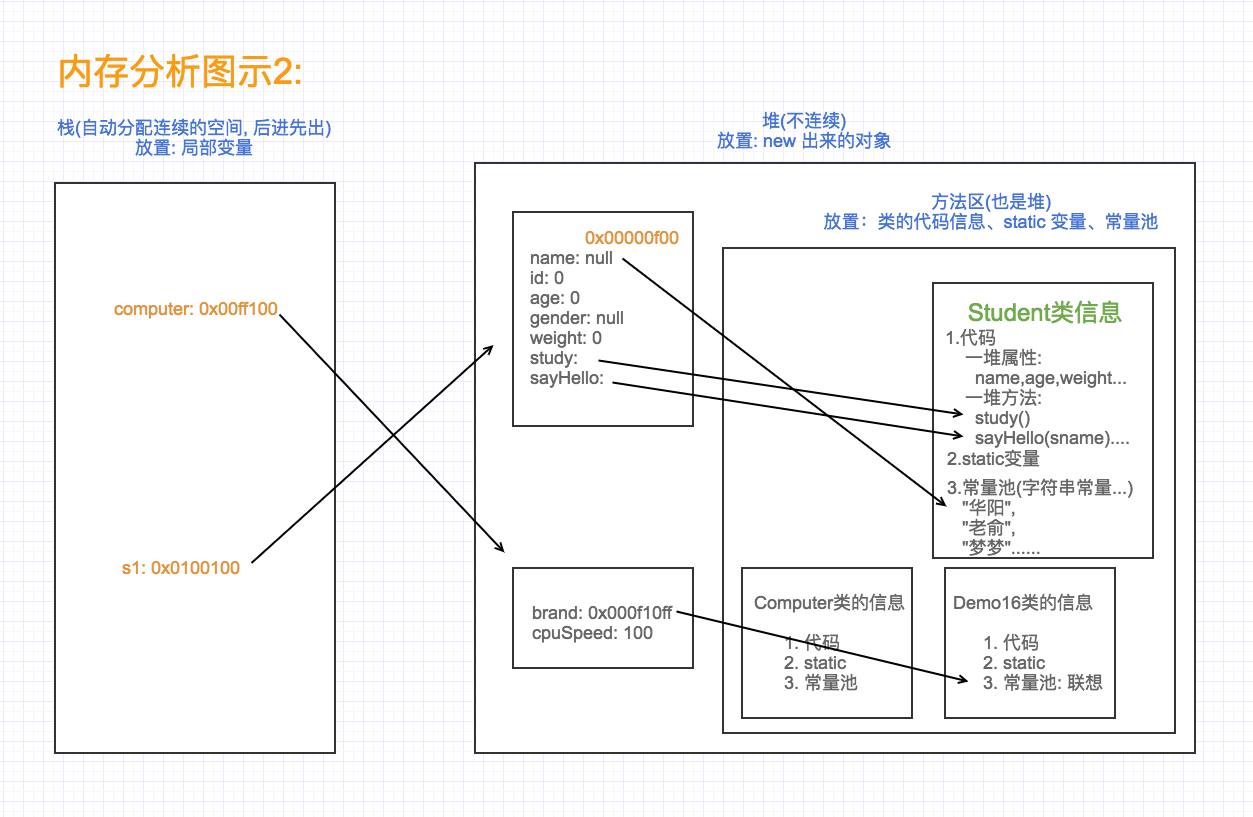 内存分析图示2:
栈(自动分配连续的空间, 后进先出)
放置: 局部变量
computer: 0x00ff100
s1: 0x0100100
堆(不连续)
放置: new 出来的对象
0x00000f00
name: null
id: 0
age: 0
gender: null
weight: 0
study:
sayHello:
brand: 0x000f10ff
cpuSpeed: 100
方法区(也是堆)
放置：类的代码信息、static 变量、常量池
Student类信息
1.代码
一堆属性:
name,age,weight...
一堆方法:
study()
sayHello(sname)....
2.static变量
3.常量池(字符串常量...)
"华阳",
"老俞",
"梦梦"......
Computer类的信息
1. 代码
2. static
3. 常量池
Demo16类的信息
1. 代码
2. static
3. 常量池: 联想